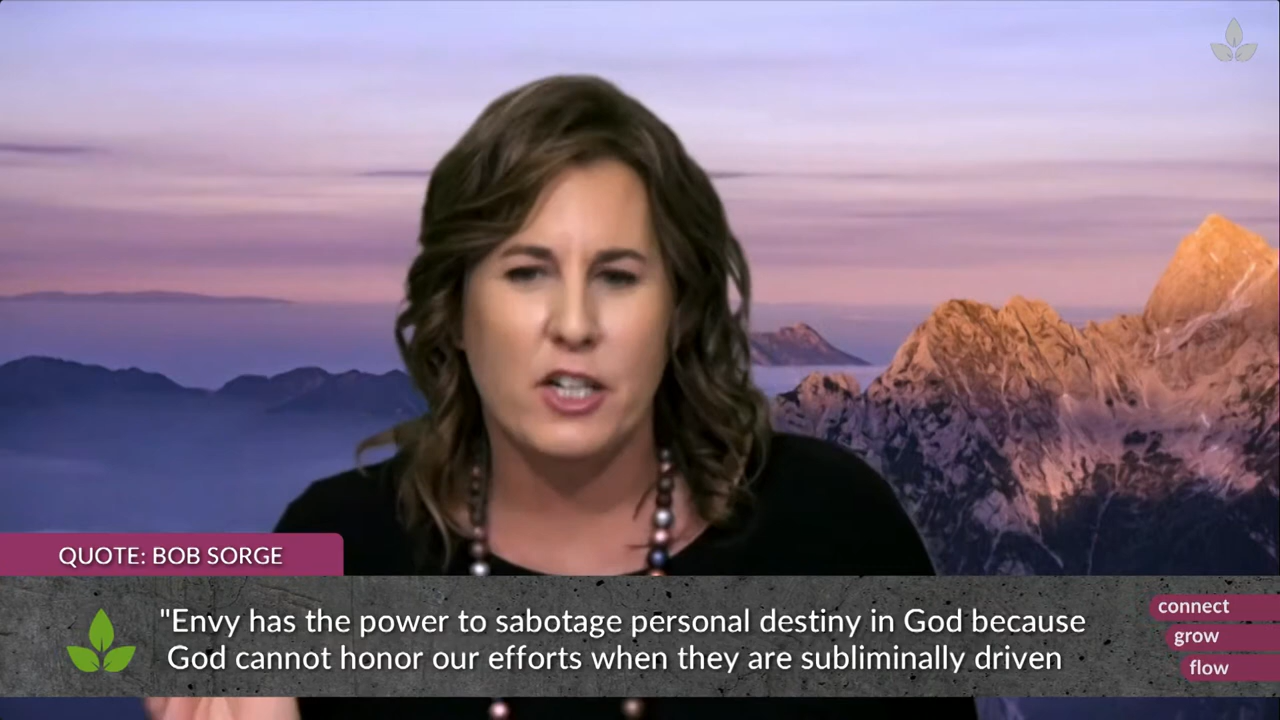 QUOTE: BOB SORGE
"Envy has the power to sabotage personal destiny in God because
God cannot honor our efforts when they are subliminally driven
connect
grow
flow